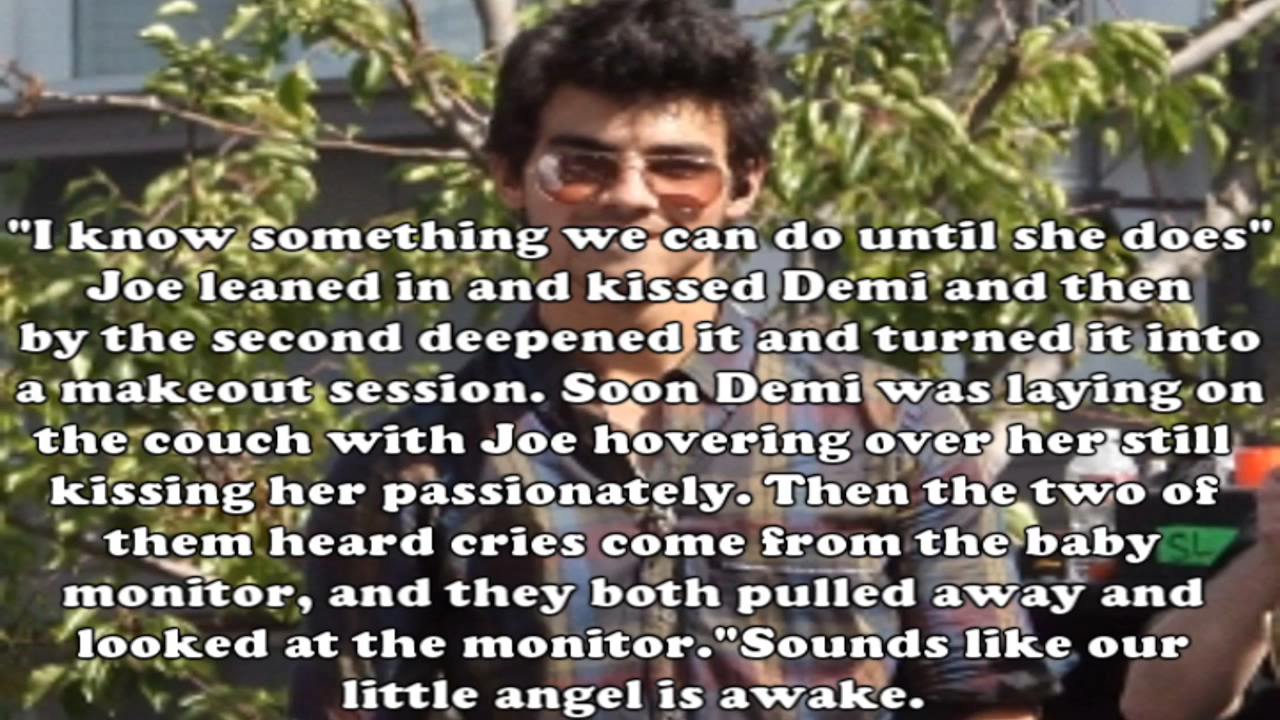 "I know something we can do until she does"
Joe leaned in and kissed Demi and then
by the second deepened it and turned it into
a makeout session. Soon Demi was laying on
the couch with Joe hovering over her still
kissing her passionately. Then the two of
them heard cries come from the baby
SL
monitor, and they both pulled away and
looked at the monitor."Sounds like our
little angel is awake.